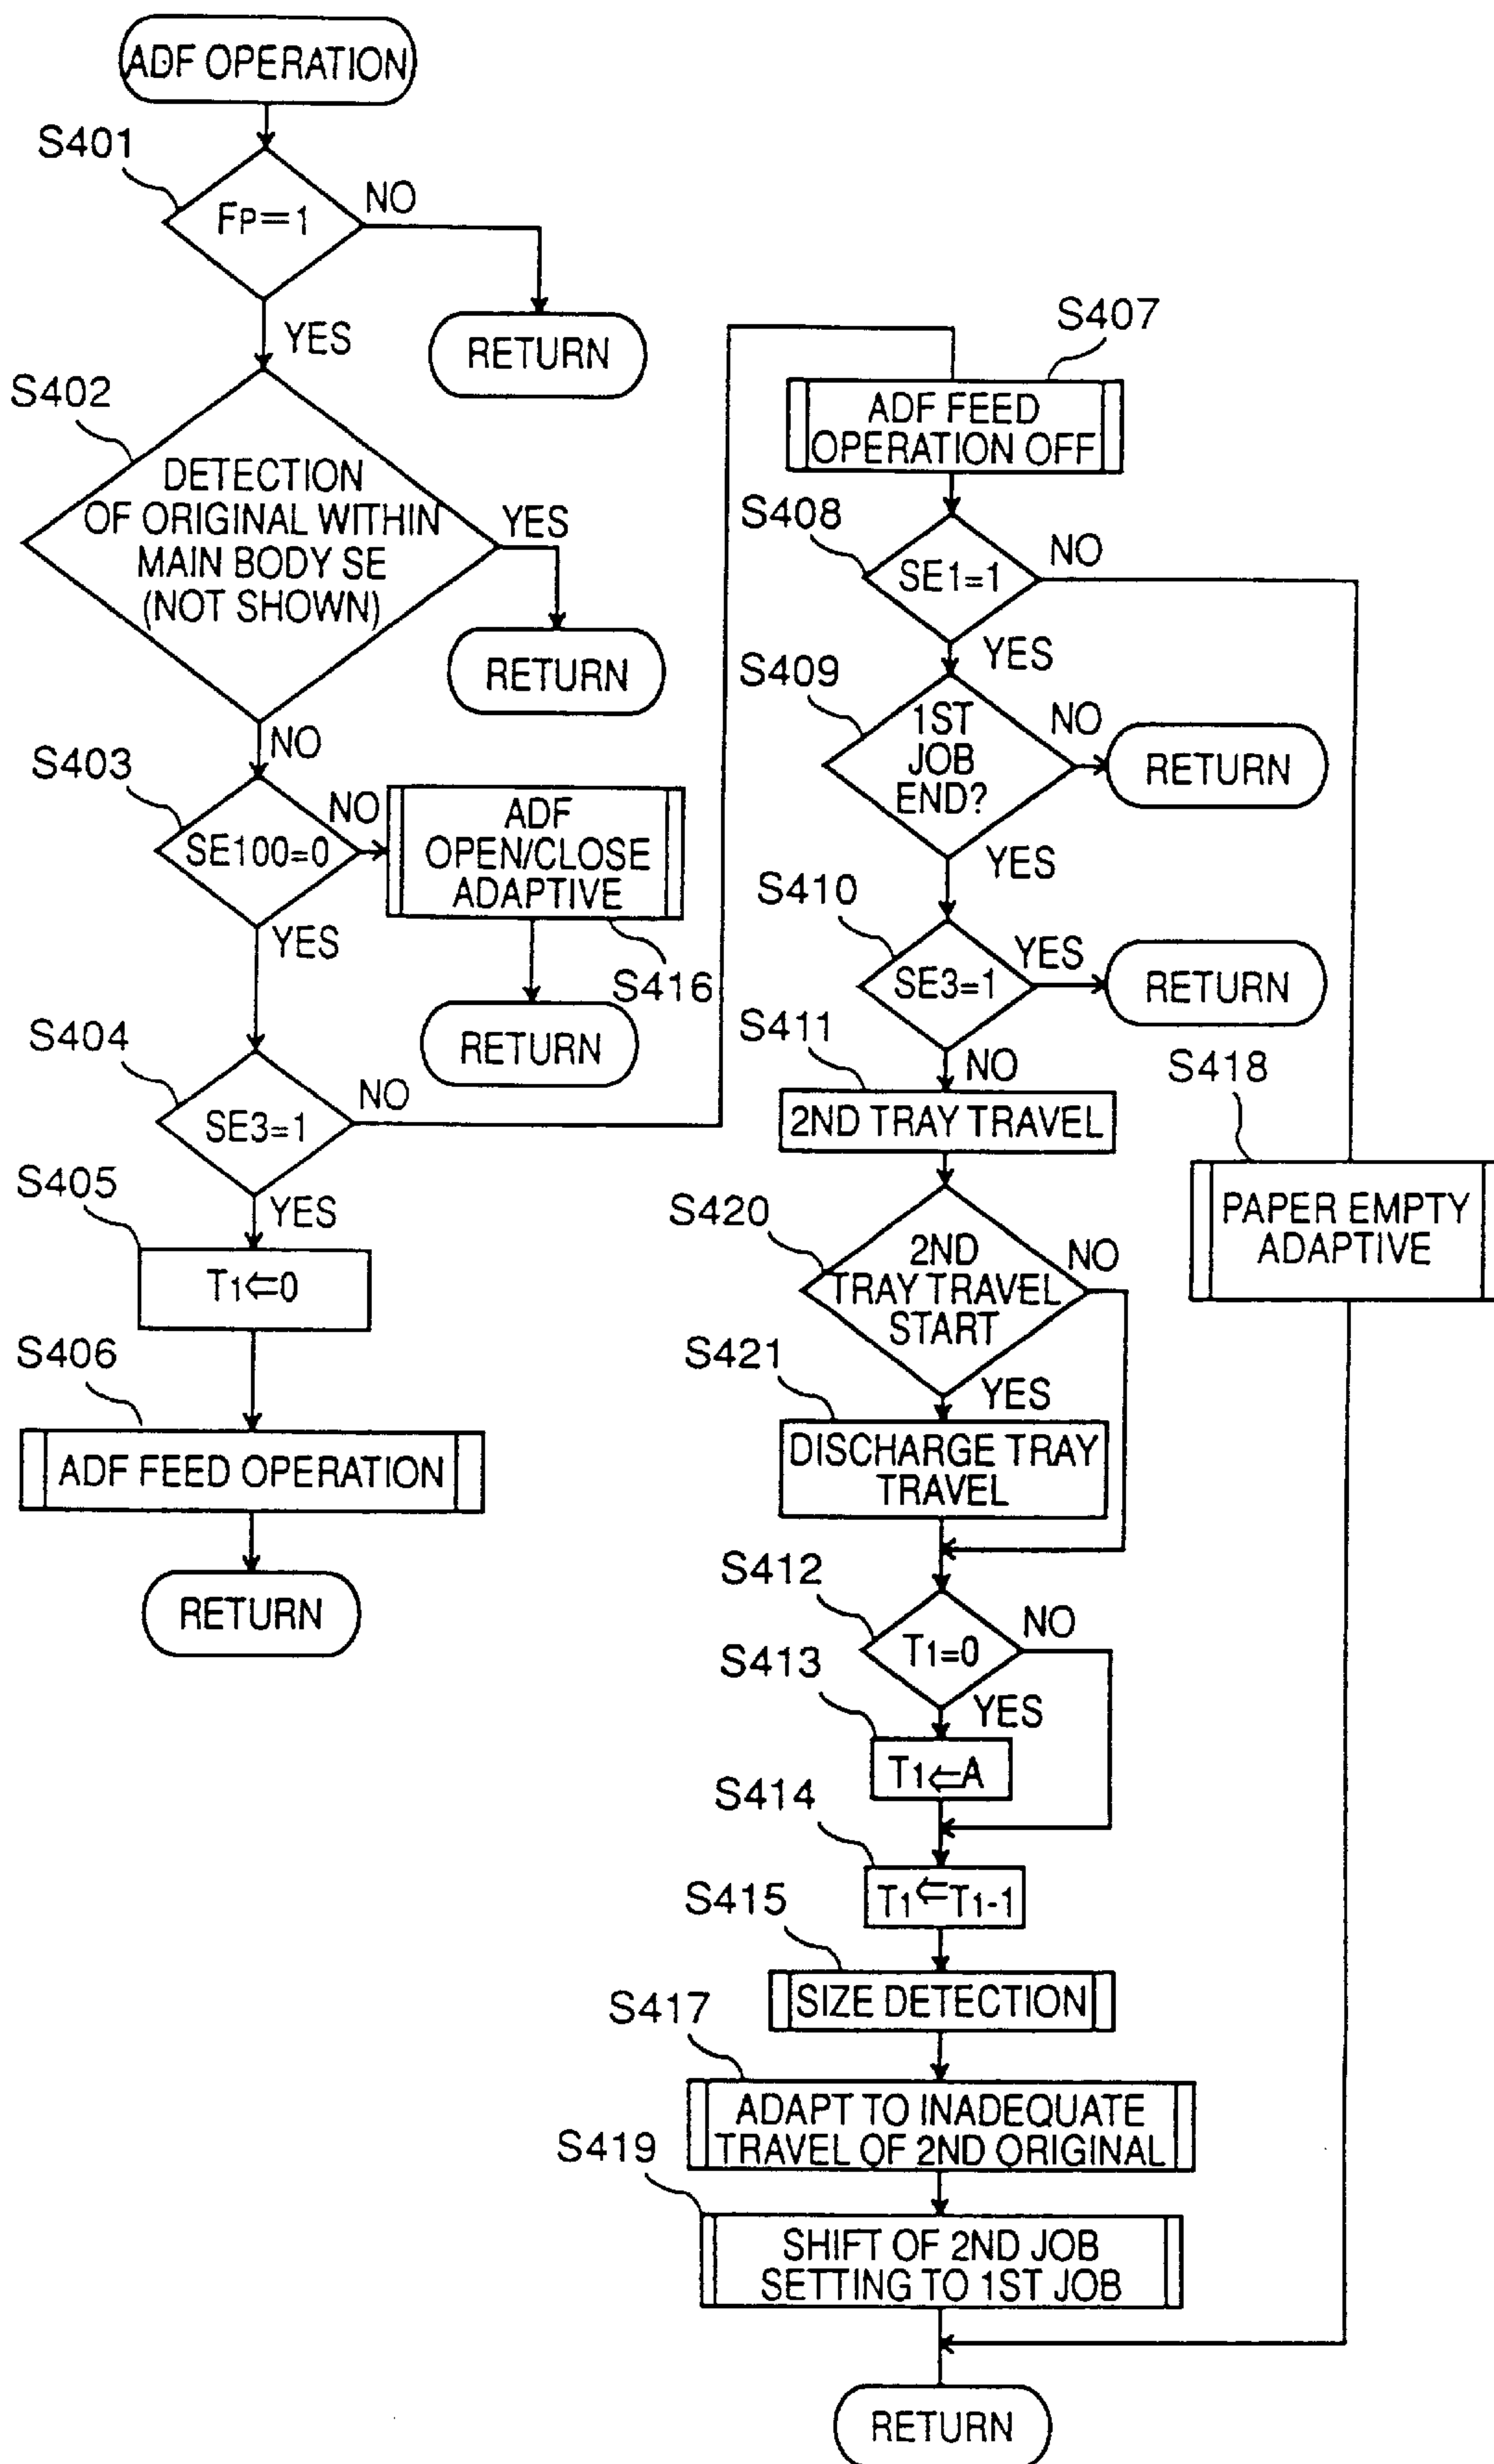 ADF OPERATION
S401
FP=1
NO
RETURN
YES
S402
DETECTION
OF ORIGINAL WITHIN
MAIN BODY SE
(NOT SHOWN)
YES
RETURN
NO
S403
SE100=0
NO
ADF
OPEN/CLOSE
ADAPTIVE
S416
RETURN
YES
S404
SE3=1
NO
YES
S405
T1⇐0
S406
ADF FEED OPERATION
RETURN
S407
ADF FEED
OPERATION OFF
S408
SE1=1
NO
YES
S409
1ST
JOB
END?
NO
RETURN
YES
S410
SE3=1
YES
RETURN
NO
S411
2ND TRAY TRAVEL
S418
PAPER EMPTY
ADAPTIVE
S420
2ND
TRAY TRAVEL
START
NO
YES
S421
DISCHARGE TRAY
TRAVEL
S412
T1=0
NO
YES
S413
T1⇐A
S414
T1⇐T1-1
S415
SIZE DETECTION
S417
ADAPT TO INADEQUATE
TRAVEL OF 2ND ORIGINAL
S419
SHIFT OF 2ND JOB
SETTING TO 1ST JOB
RETURN